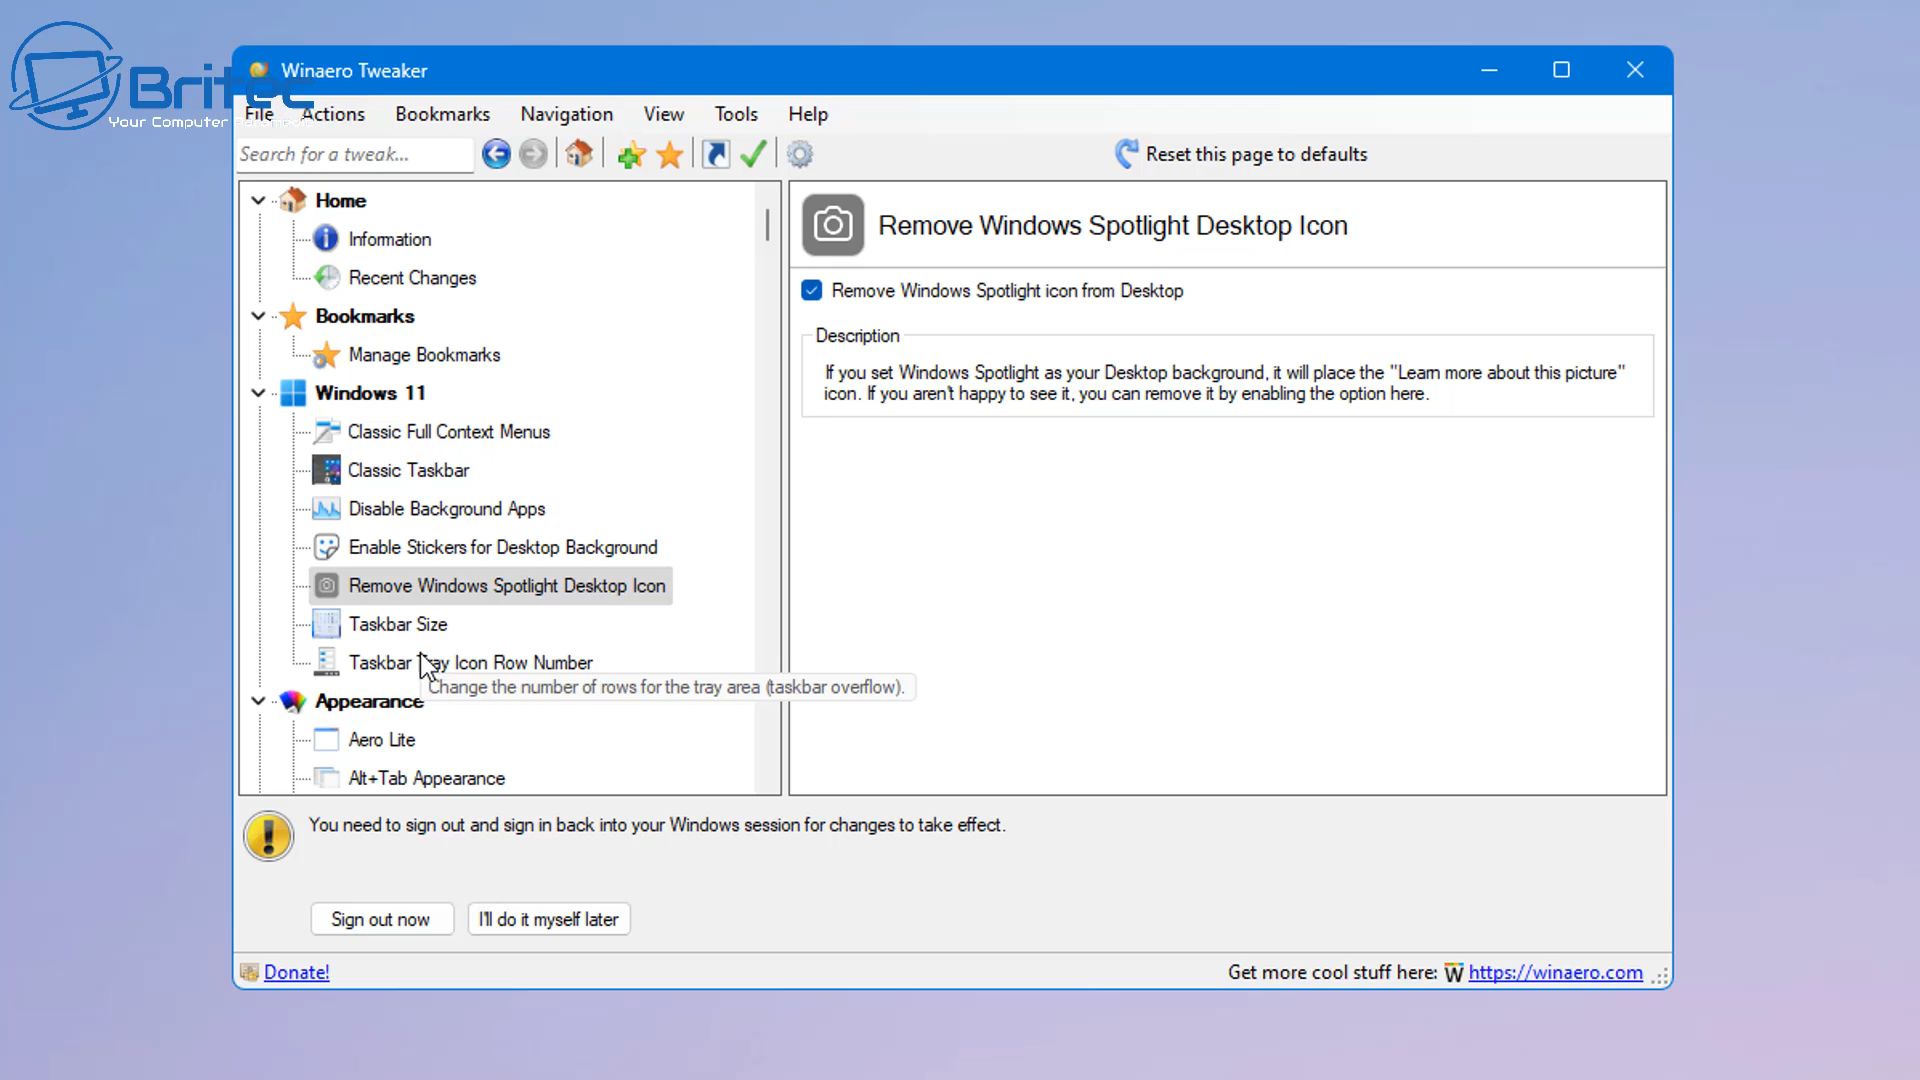 Britec
Your Computer
Winaero Tweaker
File Actions Bookmarks Navigation View Tools Help
Search for a tweak...
Reset this page to defaults
Home
Information
Recent Changes
Bookmarks
Manage Bookmarks
Windows 11
Classic Full Context Menus
Classic Taskbar
Disable Background Apps
Enable Stickers for Desktop Background
Remove Windows Spotlight Desktop Icon
Taskbar Size
Taskbar Tray Icon Row Number
Change the number of rows for the tray area (taskbar overflow).
Appearance
Aero Lite
Alt+Tab Appearance
Remove Windows Spotlight Desktop Icon
Remove Windows Spotlight icon from Desktop
Description
If you set Windows Spotlight as your Desktop background, it will place the "Learn more about this picture"
icon. If you aren't happy to see it, you can remove it by enabling the option here.
You need to sign out and sign in back into your Windows session for changes to take effect.
Sign out now
I'll do it myself later
Donate!
Get more cool stuff here: W https://winaero.com